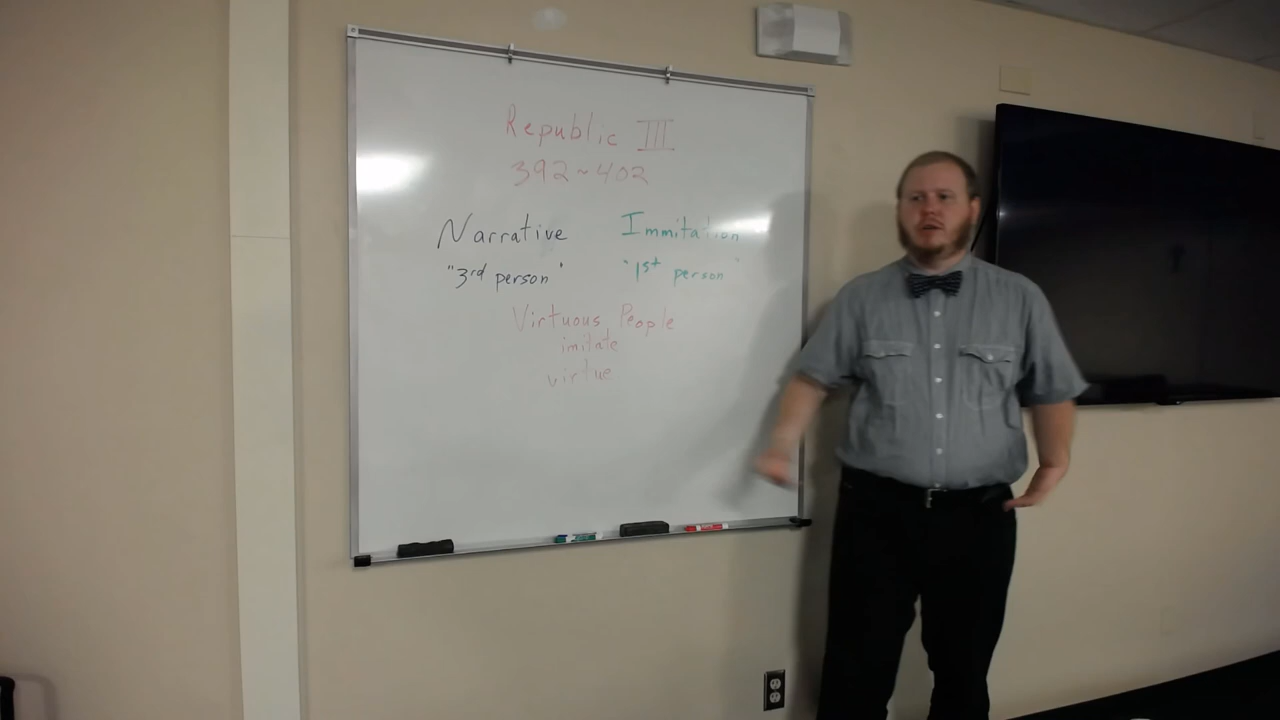 Republic III
392~402
Narrative Immitation
"3rd person" "1st person"
Virtuous People
imitate
virtue